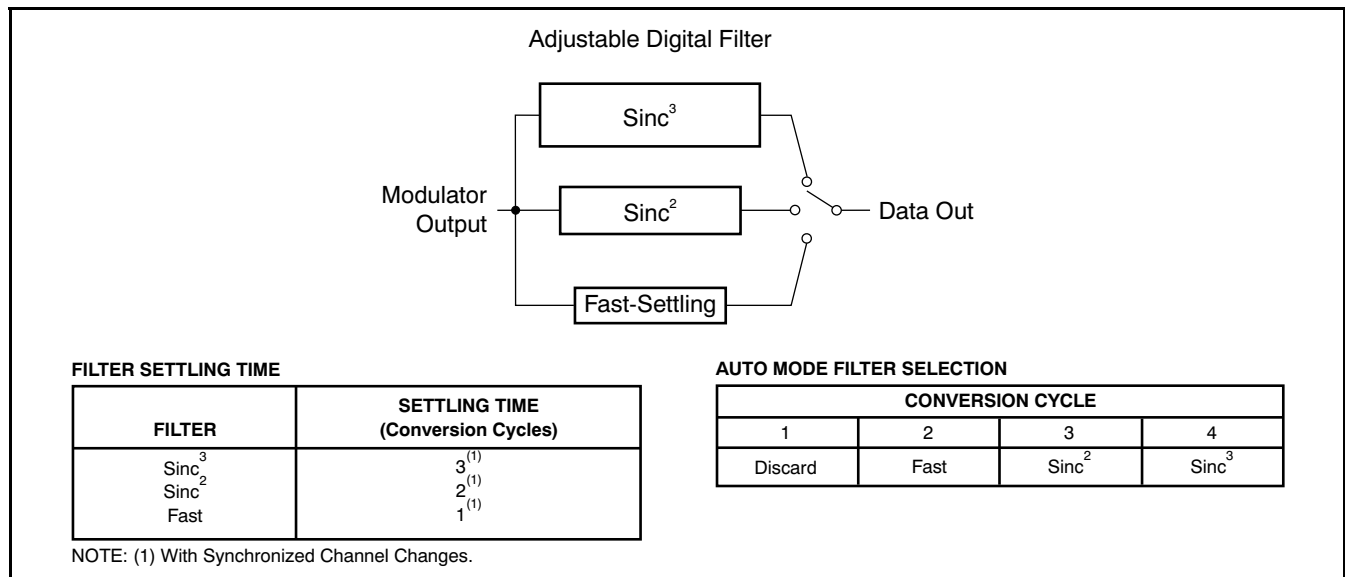 Adjustable Digital Filter
Sinc³
Modulator
Output
Sinc²
Data Out
Fast-Settling
FILTER SETTLING TIME
FILTER
SETTLING TIME
(Conversion Cycles)
Sinc³ 3⁽¹⁾
Sinc² 2⁽¹⁾
Fast 1⁽¹⁾
NOTE: (1) With Synchronized Channel Changes.
AUTO MODE FILTER SELECTION
CONVERSION CYCLE
1 2 3 4
Discard Fast Sinc² Sinc³